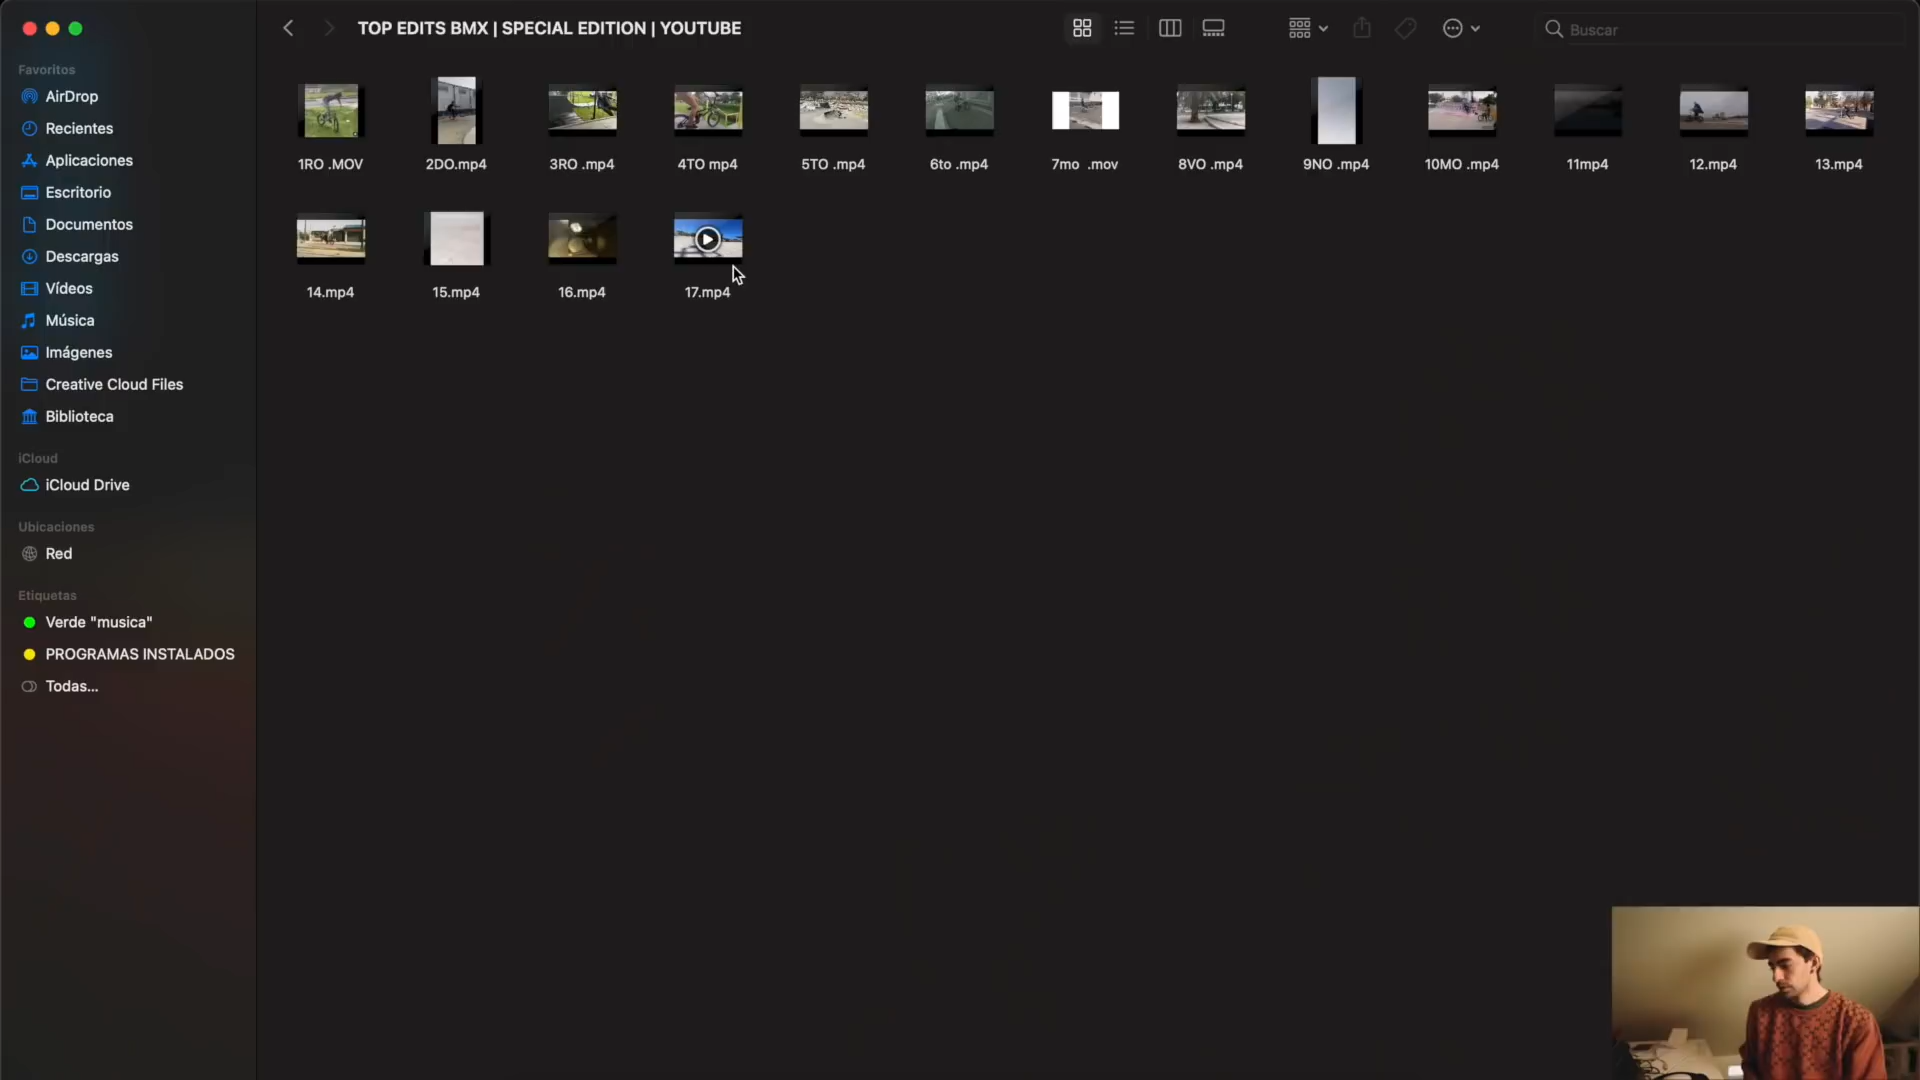 TOP EDITS BMX | SPECIAL EDITION | YOUTUBE
Buscar
Favoritos
AirDrop
Recientes
Aplicaciones
Escritorio
Documentos
Descargas
Vídeos
Música
Imágenes
Creative Cloud Files
Biblioteca
iCloud
iCloud Drive
Ubicaciones
Red
Etiquetas
Verde "musica"
PROGRAMAS INSTALADOS
Todas...
1RO .MOV
2DO.mp4
3RO .mp4
4TO mp4
5TO .mp4
6to .mp4
7mo .mov
8VO .mp4
9NO .mp4
10MO .mp4
11mp4
12.mp4
13.mp4
14.mp4
15.mp4
16.mp4
17.mp4